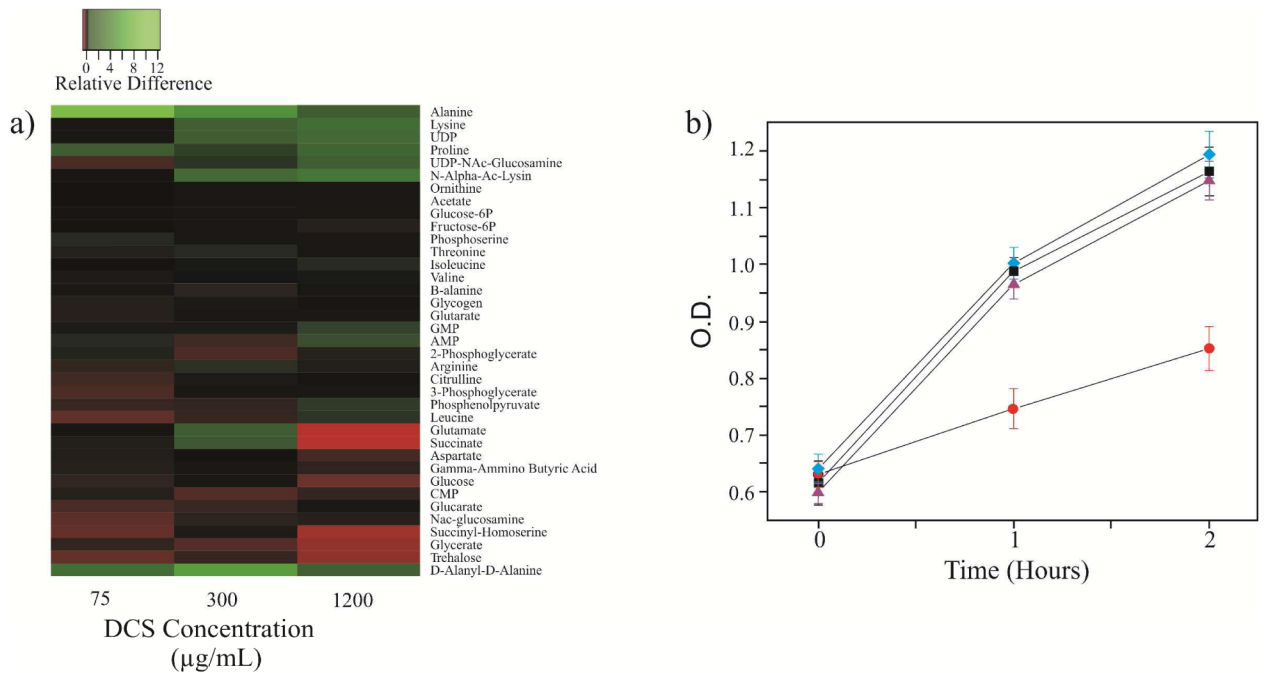 0 4 8 12
Relative Difference
a)
Alanine
Lysine
UDP
Proline
UDP-NAc-Glucosamine
N-Alpha-Ac-Lysin
Ornithine
Acetate
Glucose-6P
Fructose-6P
Phosphoserine
Threonine
Isoleucine
Valine
B-alanine
Glycogen
Glutarate
GMP
AMP
2-Phosphoglycerate
Arginine
Citrulline
3-Phosphoglycerate
Phosphenolpyruvate
Leucine
Glutamate
Succinate
Aspartate
Gamma-Ammino Butyric Acid
Glucose
CMP
Glucarate
Nac-glucosamine
Succinyl-Homoserine
Glycerate
Trehalose
D-Alanyl-D-Alanine
75 300 1200
DCS Concentration
(µg/mL)
b)
1.2
1.1
1.0
0.9
0.8
0.7
0.6
O.D.
0 1 2
Time (Hours)